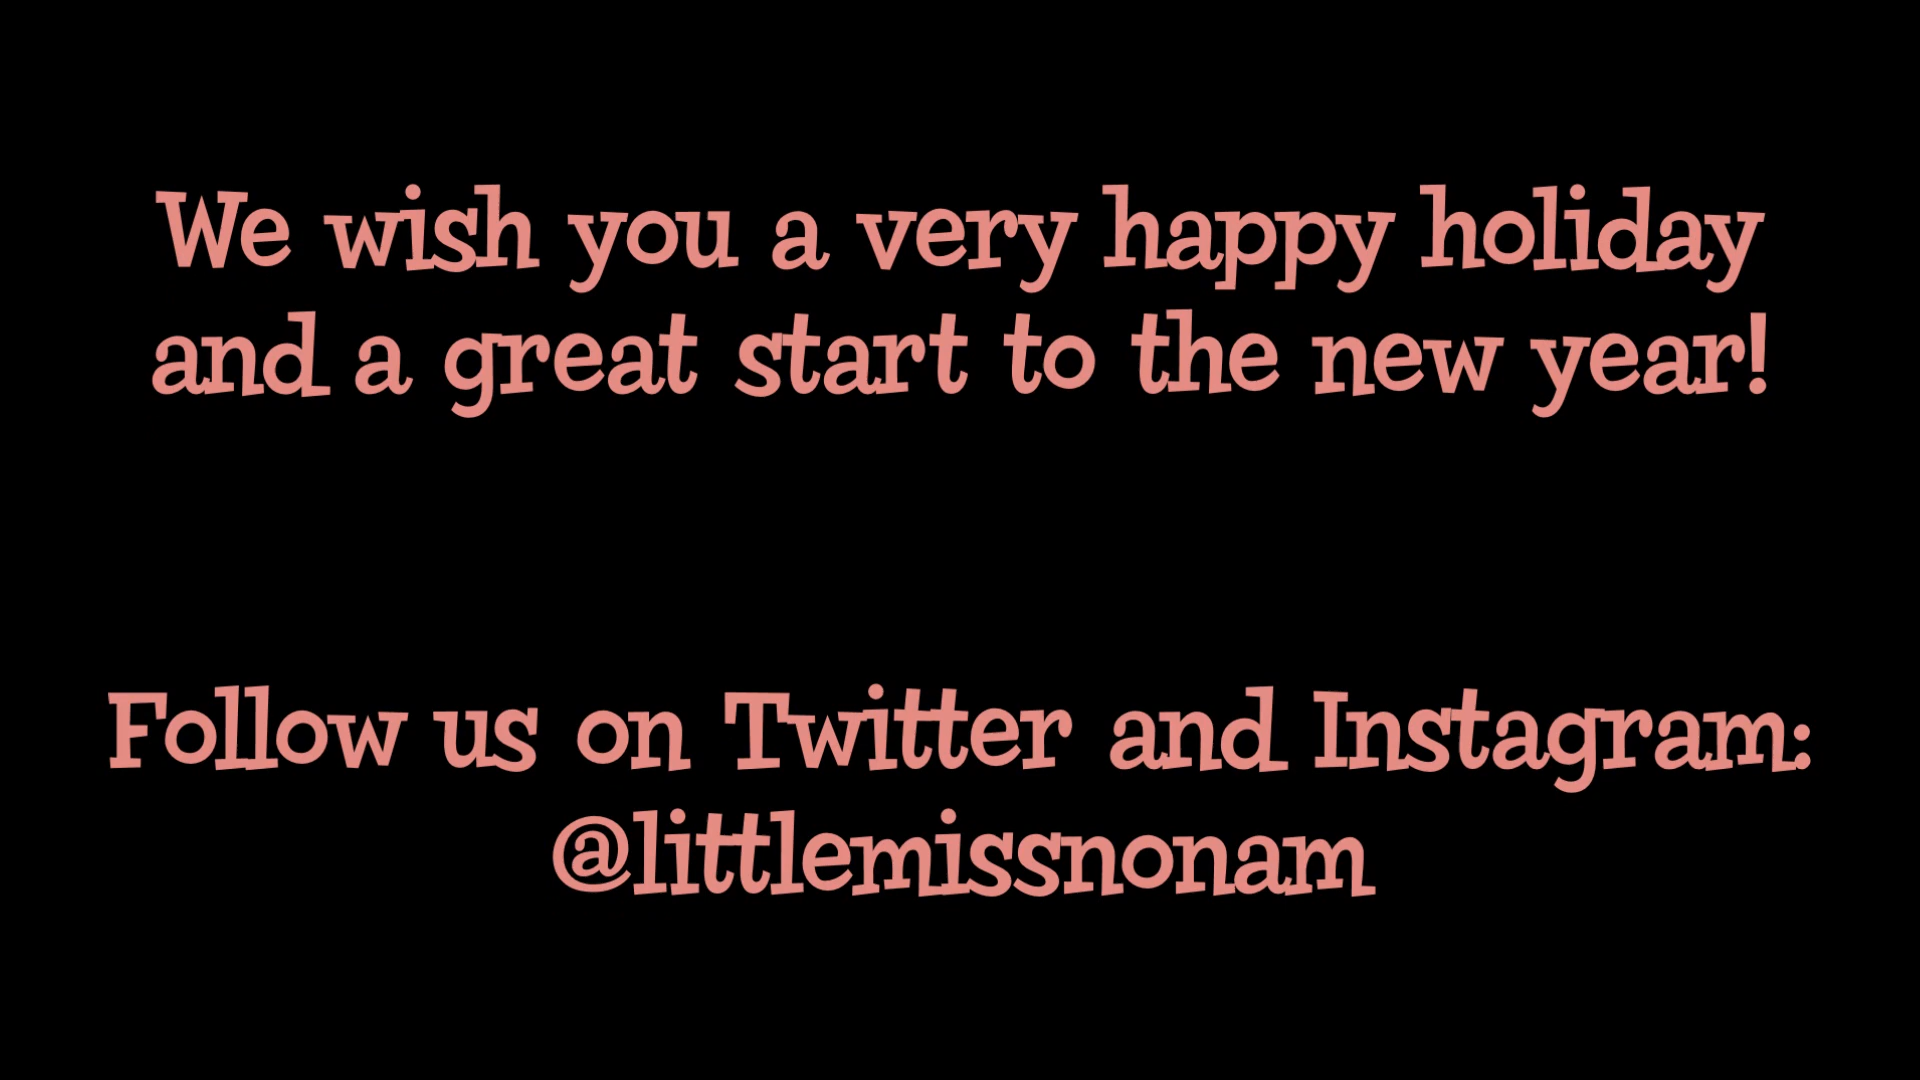 We wish you a very happy holiday
and a great start to the new year!
Follow us on Twitter and Instagram:
@littlemissnonam